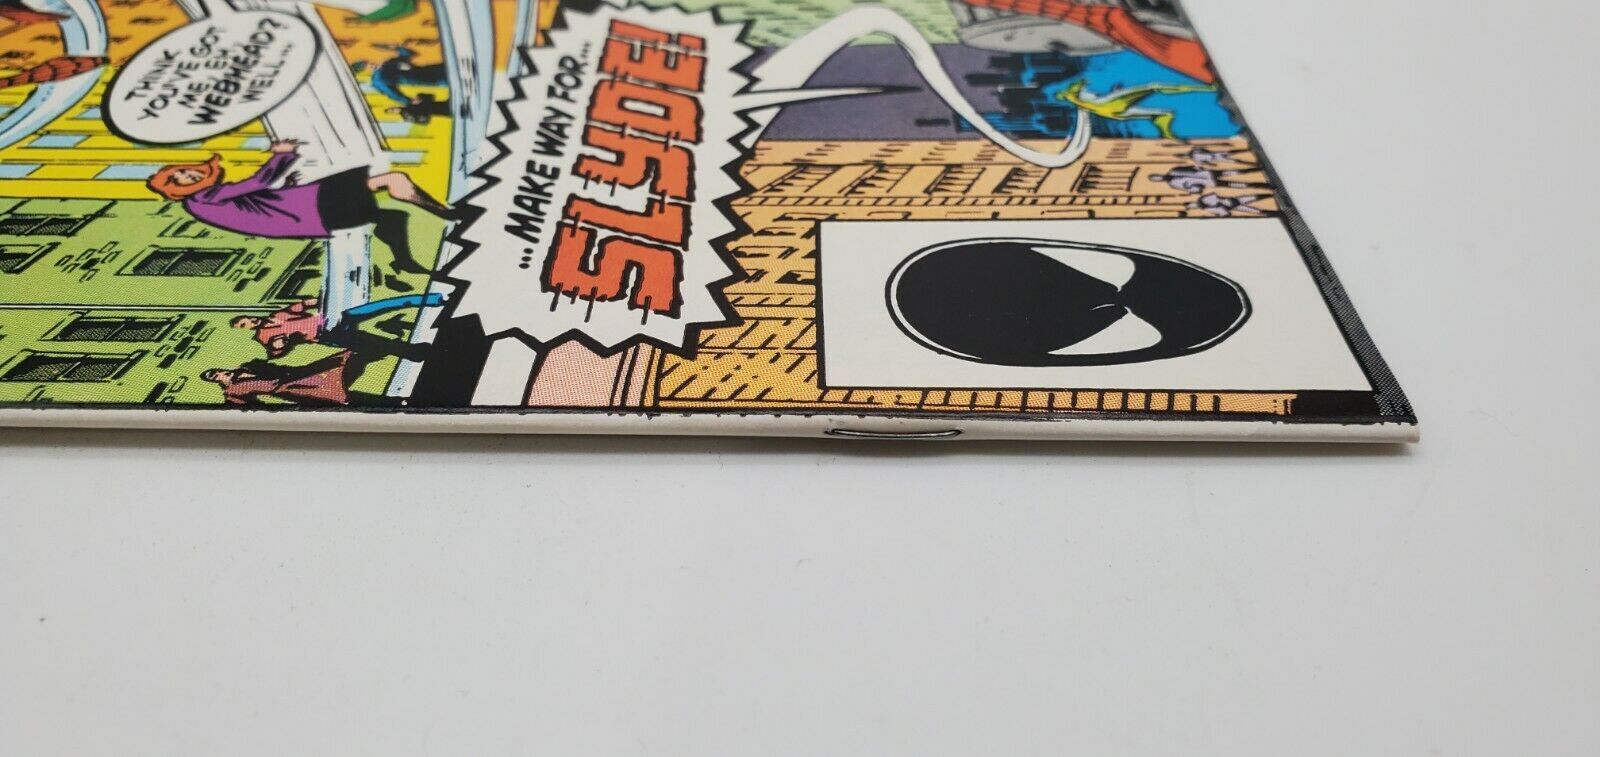 THINK
YOU'VE GOT
ME, EH,
WEBHEAD?
WELL...
...MAKE WAY FOR...
SLYDE!